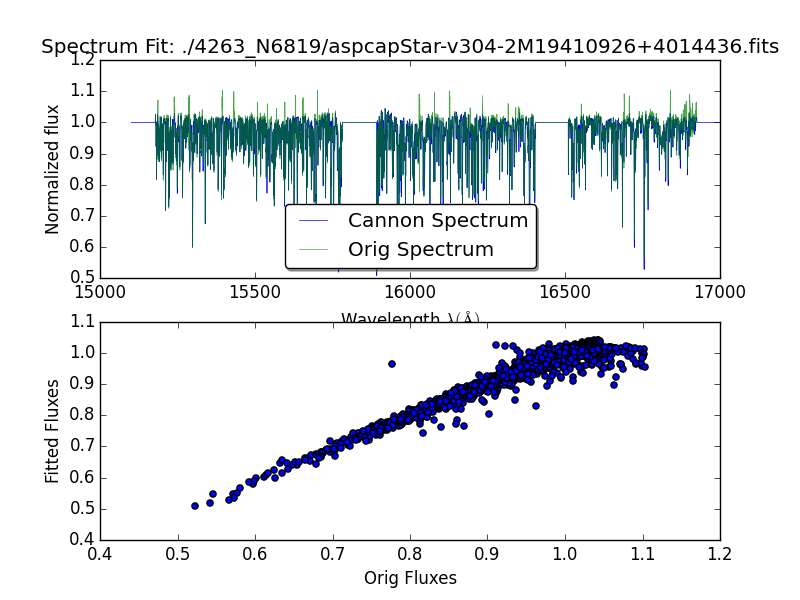 Spectrum Fit: ./4263_N6819/aspcapStar-v304-2M19410926+4014436.fits
1.2
1.1
1.0
0.9
0.8
0.7
0.6
0.5
Normalized flux
Cannon Spectrum
Orig Spectrum
15000 15500 16000 16500 17000
Wavelength λ(Å)
1.1
1.0
0.9
0.8
0.7
0.6
0.5
0.4
Fitted Fluxes
0.4 0.5 0.6 0.7 0.8 0.9 1.0 1.1 1.2
Orig Fluxes